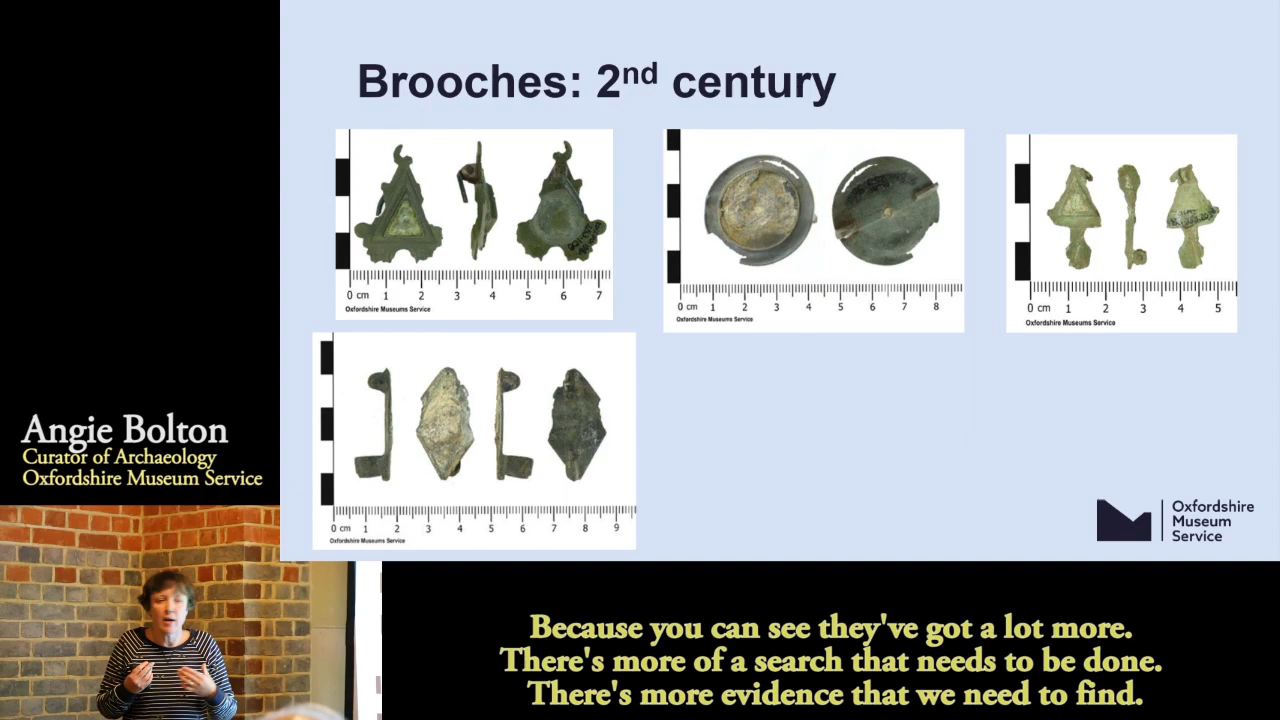 Brooches: 2nd century
0 cm 1 2 3 4 5 6 7
Oxfordshire Museums Service
0 cm 1 2 3 4 5 6 7 8
Oxfordshire Museums Service
0 cm 1 2 3 4 5
Oxfordshire Museums Service
0 cm 1 2 3 4 5 6 7 8 9
Oxfordshire Museums Service
Oxfordshire
Museum
Service
Angie Bolton
Curator of Archaeology
Oxfordshire Museum Service
Because you can see they've got a lot more.
There's more of a search that needs to be done.
There's more evidence that we need to find.